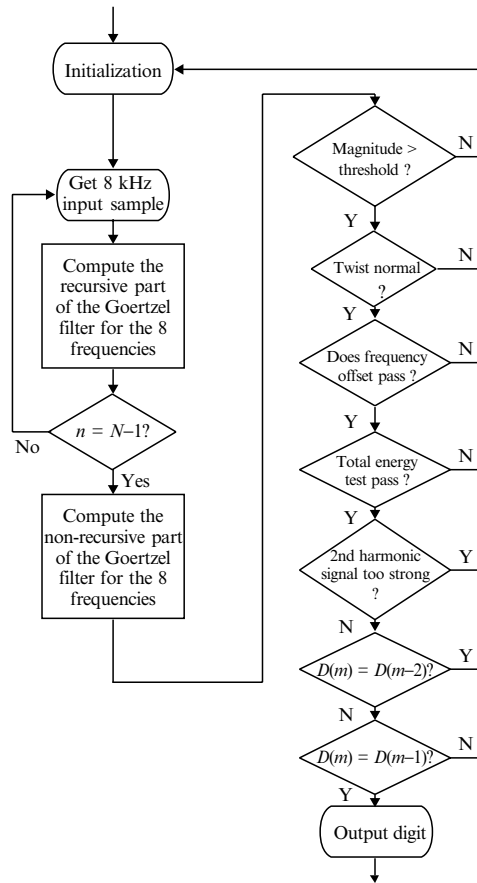 Initialization
Get 8 kHz
input sample
Compute the
recursive part
of the Goertzel
filter for the 8
frequencies
n = N–1?
No
Yes
Compute the
non-recursive part
of the Goertzel
filter for the 8
frequencies
Magnitude >
threshold ?
N
Y
Twist normal
?
N
Y
Does frequency
offset pass ?
N
Y
Total energy
test pass ?
N
Y
2nd harmonic
signal too strong
?
Y
N
D(m) = D(m–2)?
Y
N
D(m) = D(m–1)?
N
Y
Output digit